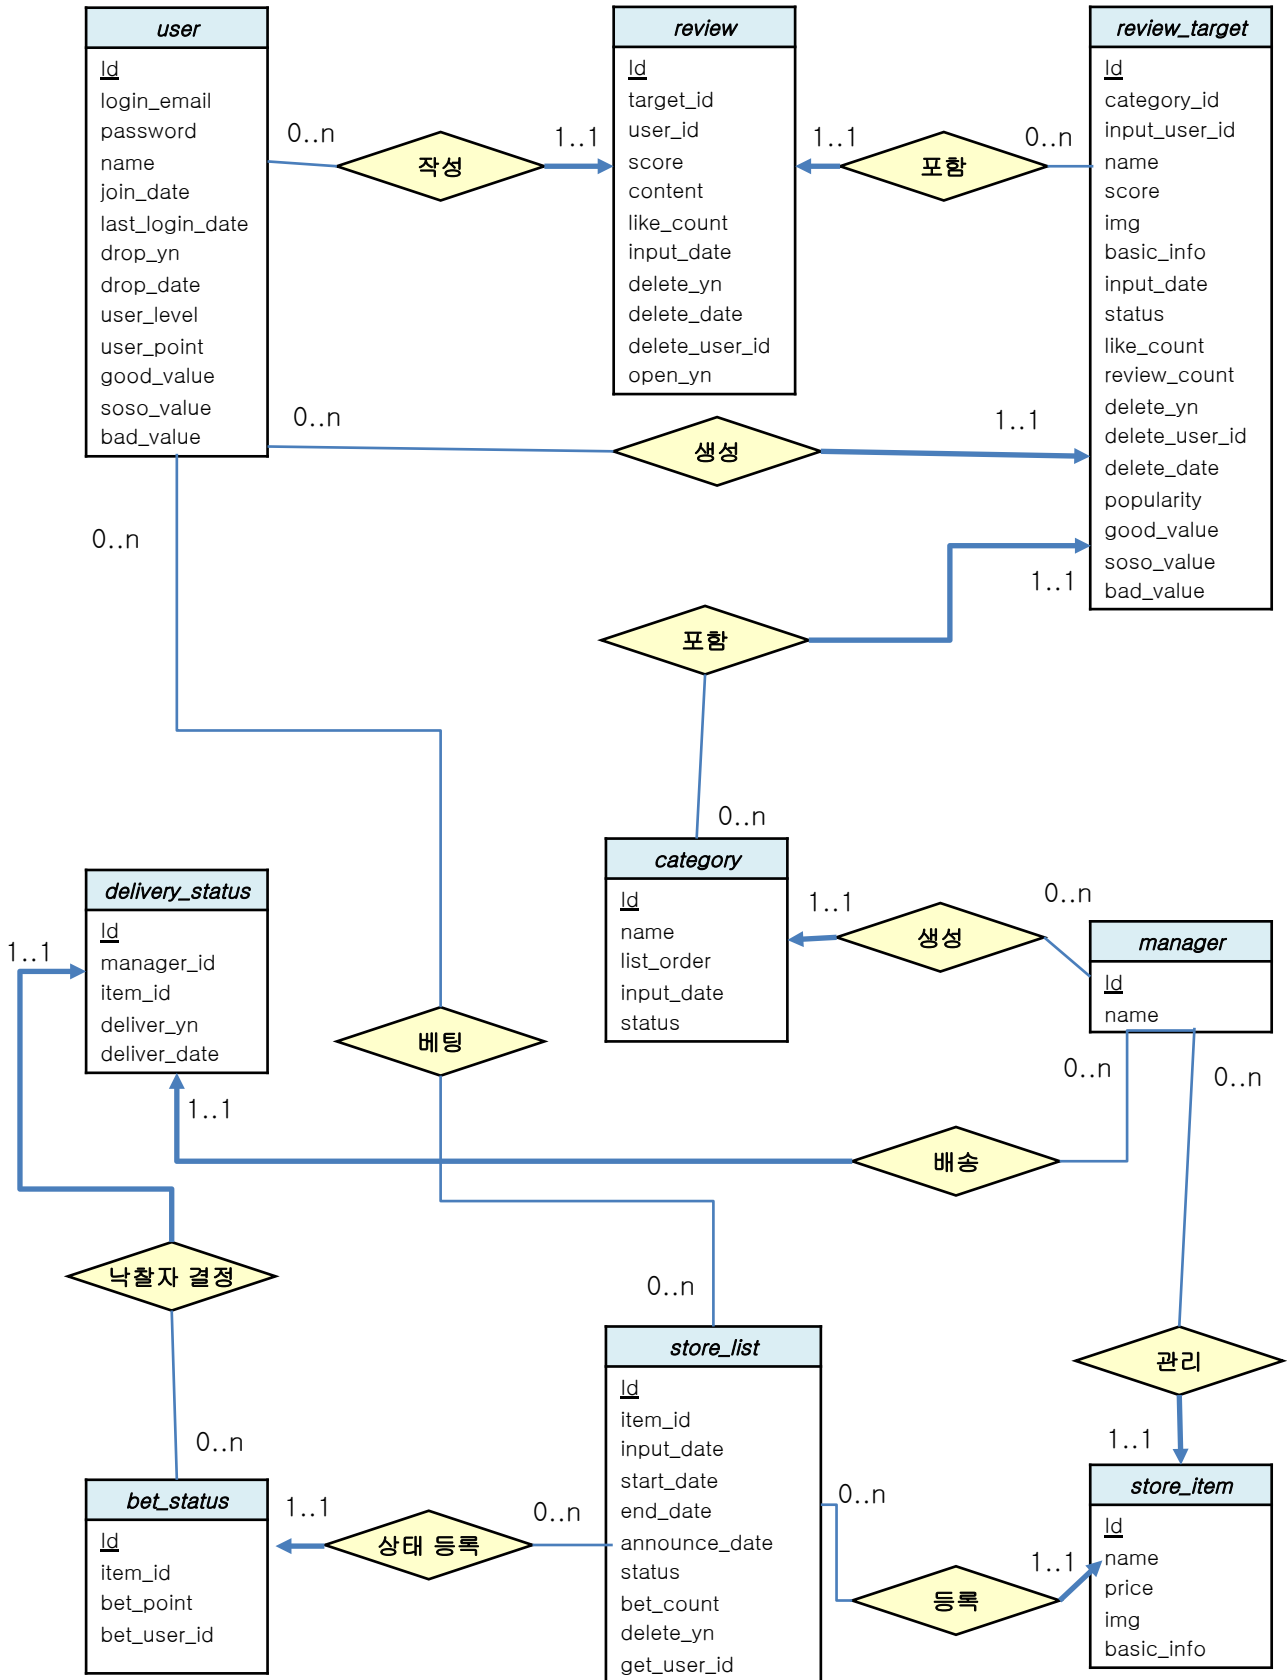 user
Id
login_email
password
name
join_date
last_login_date
drop_yn
drop_date
user_level
user_point
good_value
soso_value
bad_value
0..n
작성
1..1
review
Id
target_id
user_id
score
content
like_count
input_date
delete_yn
delete_date
delete_user_id
open_yn
1..1
포함
0..n
review_target
Id
category_id
input_user_id
name
score
img
basic_info
input_date
status
like_count
review_count
delete_yn
delete_user_id
delete_date
popularity
good_value
soso_value
bad_value
0..n
생성
1..1
0..n
1..1
포함
0..n
category
Id
name
list_order
input_date
status
1..1
생성
0..n
manager
Id
name
delivery_status
Id
manager_id
item_id
deliver_yn
deliver_date
1..1
베팅
1..1
0..n
0..n
배송
낙찰자 결정
0..n
관리
1..1
0..n
store_list
Id
item_id
input_date
start_date
end_date
announce_date
status
bet_count
delete_yn
get_user_id
bet_status
Id
item_id
bet_point
bet_user_id
1..1
상태 등록
0..n
0..n
등록
1..1
store_item
Id
name
price
img
basic_info